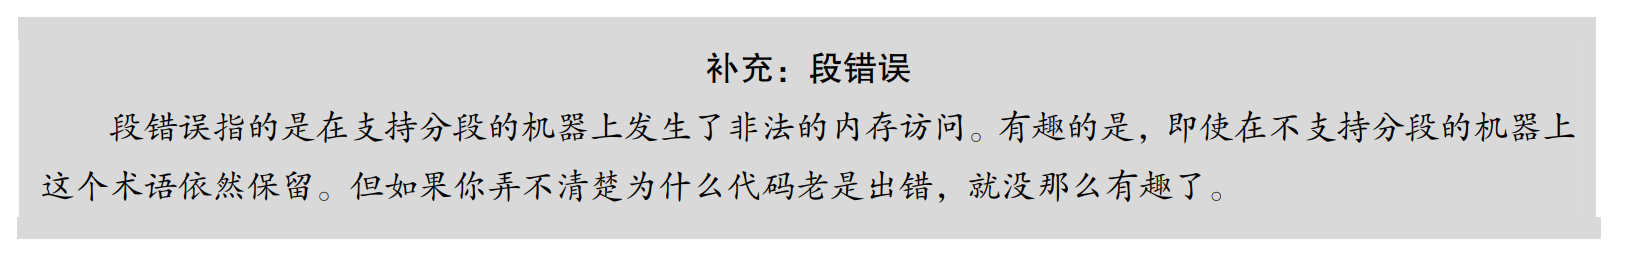 补充：段错误
段错误指的是在支持分段的机器上发生了非法的内存访问。有趣的是，即使在不支持分段的机器上
这个术语依然保留。但如果你弄不清楚为什么代码老是出错，就没那么有趣了。